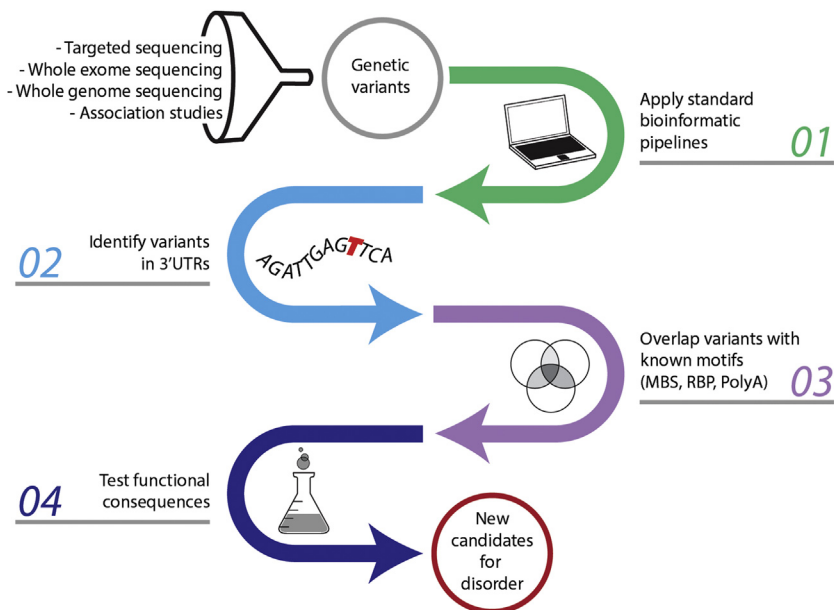 - Targeted sequencing
- Whole exome sequencing
- Whole genome sequencing
- Association studies
Genetic
variants
Apply standard
bioinformatic
pipelines
01
02
Identify variants
in 3'UTRs
AGATTGAGTTCA
Overlap variants with
known motifs
(MBS, RBP, PolyA)
03
04
Test functional
consequences
New
candidates
for
disorder